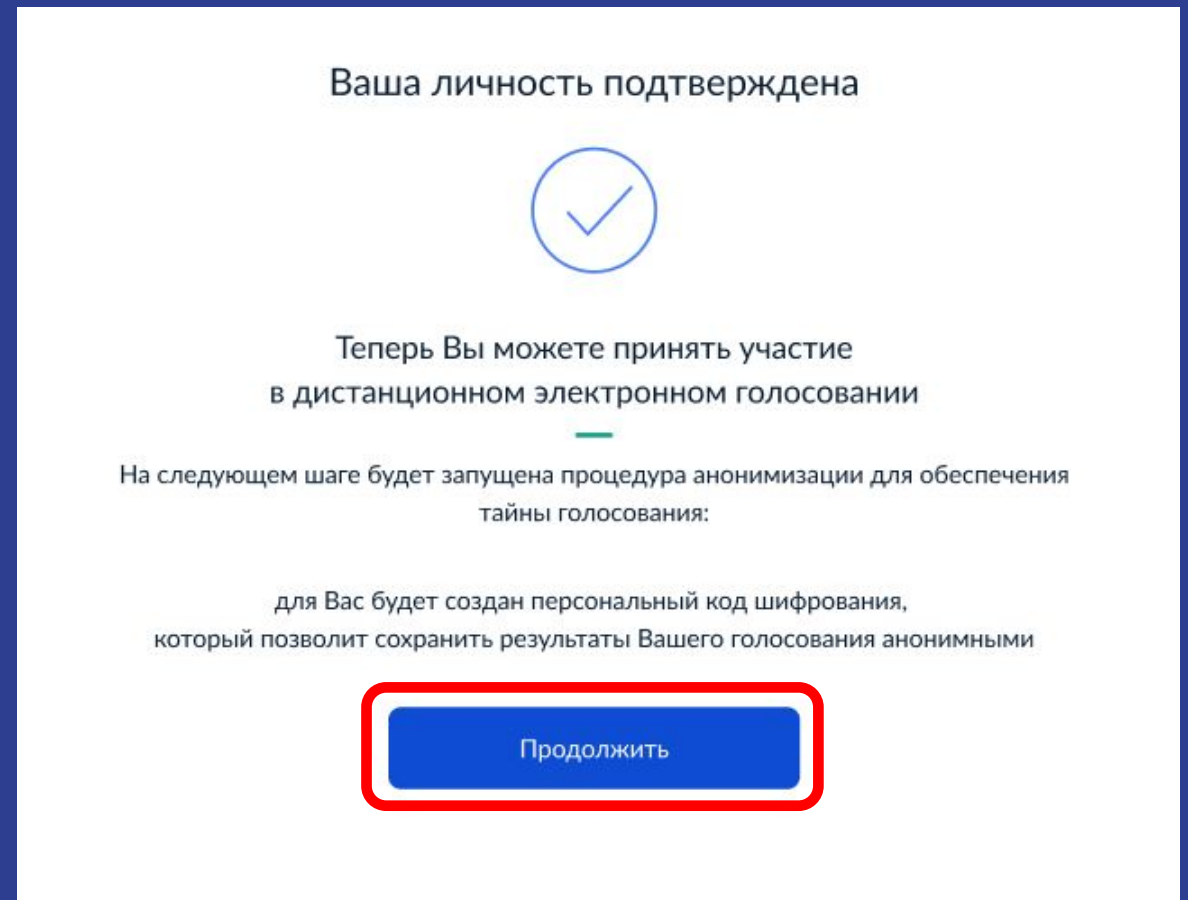 Ваша личность подтверждена
Теперь Вы можете принять участие
в дистанционном электронном голосовании
На следующем шаге будет запущена процедура анонимизации для обеспечения
тайны голосования:
для Вас будет создан персональный код шифрования,
который позволит сохранить результаты Вашего голосования анонимными
Продолжить